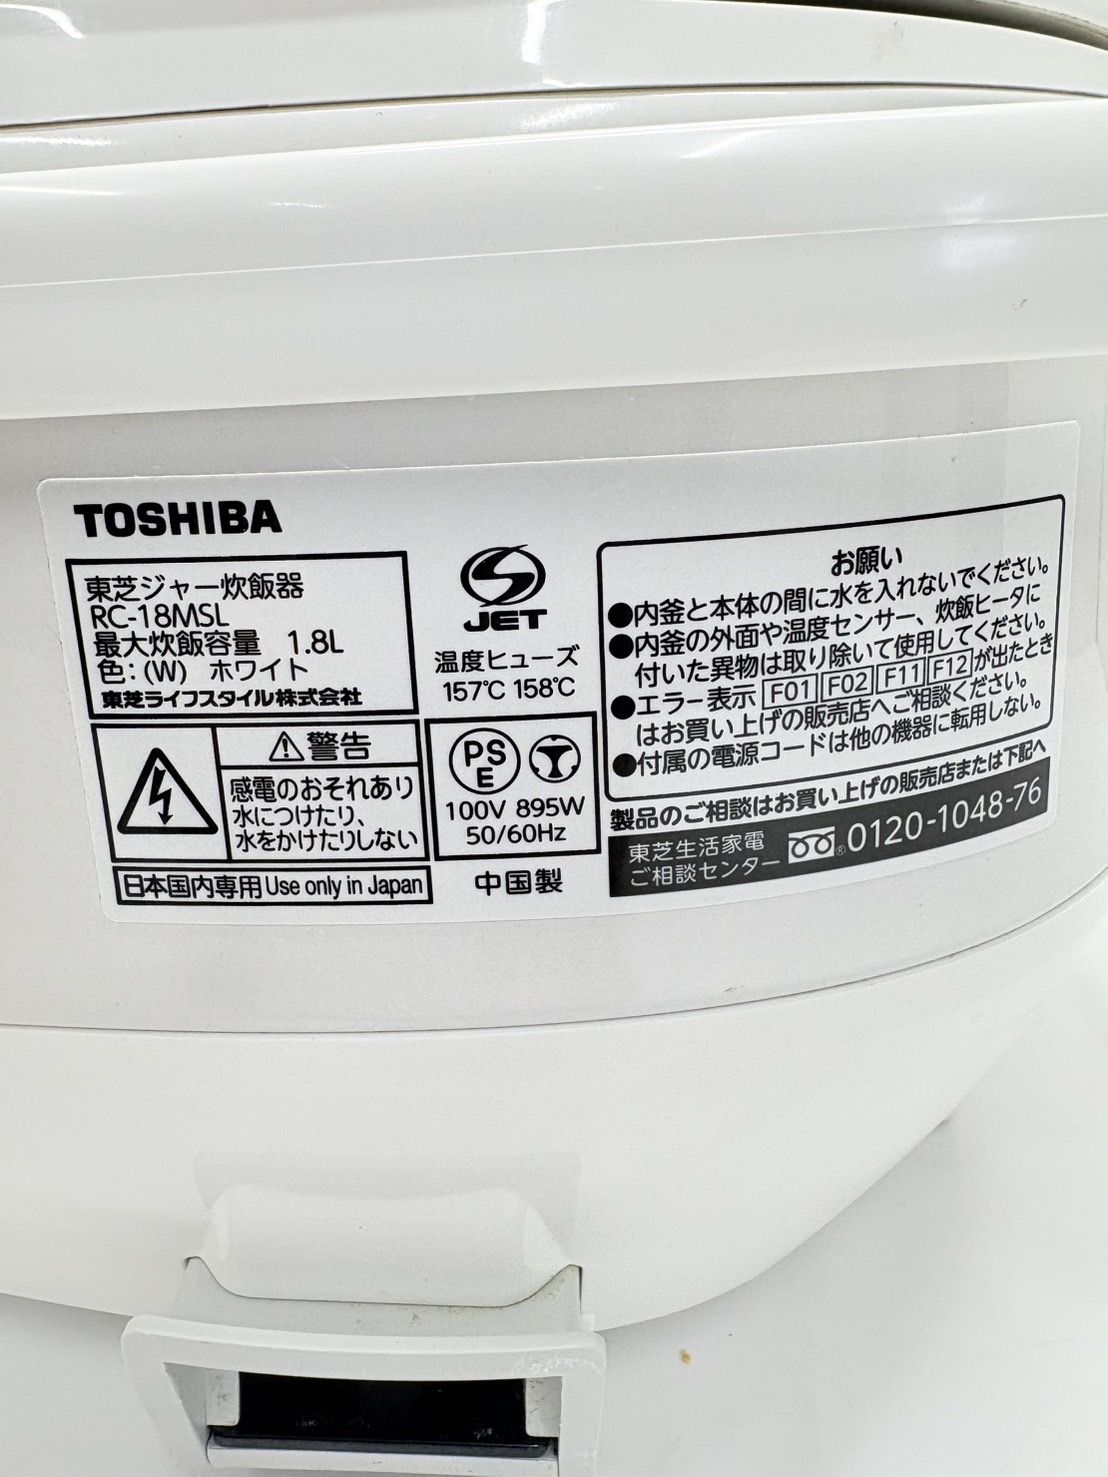 TOSHIBA
東芝ジャー炊飯器
RC-18MSL
最大炊飯容量 1.8L
色:(W) ホワイト
東芝ライフスタイル株式会社
⚠警告
感電のおそれあり
水につけたり、
水をかけたりしない
日本国内専用 Use only in Japan
JET
温度ヒューズ
157℃ 158℃
PS
E
100V 895W
50/60Hz
中国製
お願い
●内釜と本体の間に水を入れないでください。
●内釜の外面や温度センサー、炊飯ヒータに
付いた異物は取り除いて使用してください。
●エラー表示 F01 F02 F11 F12 が出たとき
はお買い上げの販売店へご相談ください。
●付属の電源コードは他の機器に転用しない。
製品のご相談はお買い上げの販売店または下記へ
東芝生活家電
ご相談センター
0120-1048-76